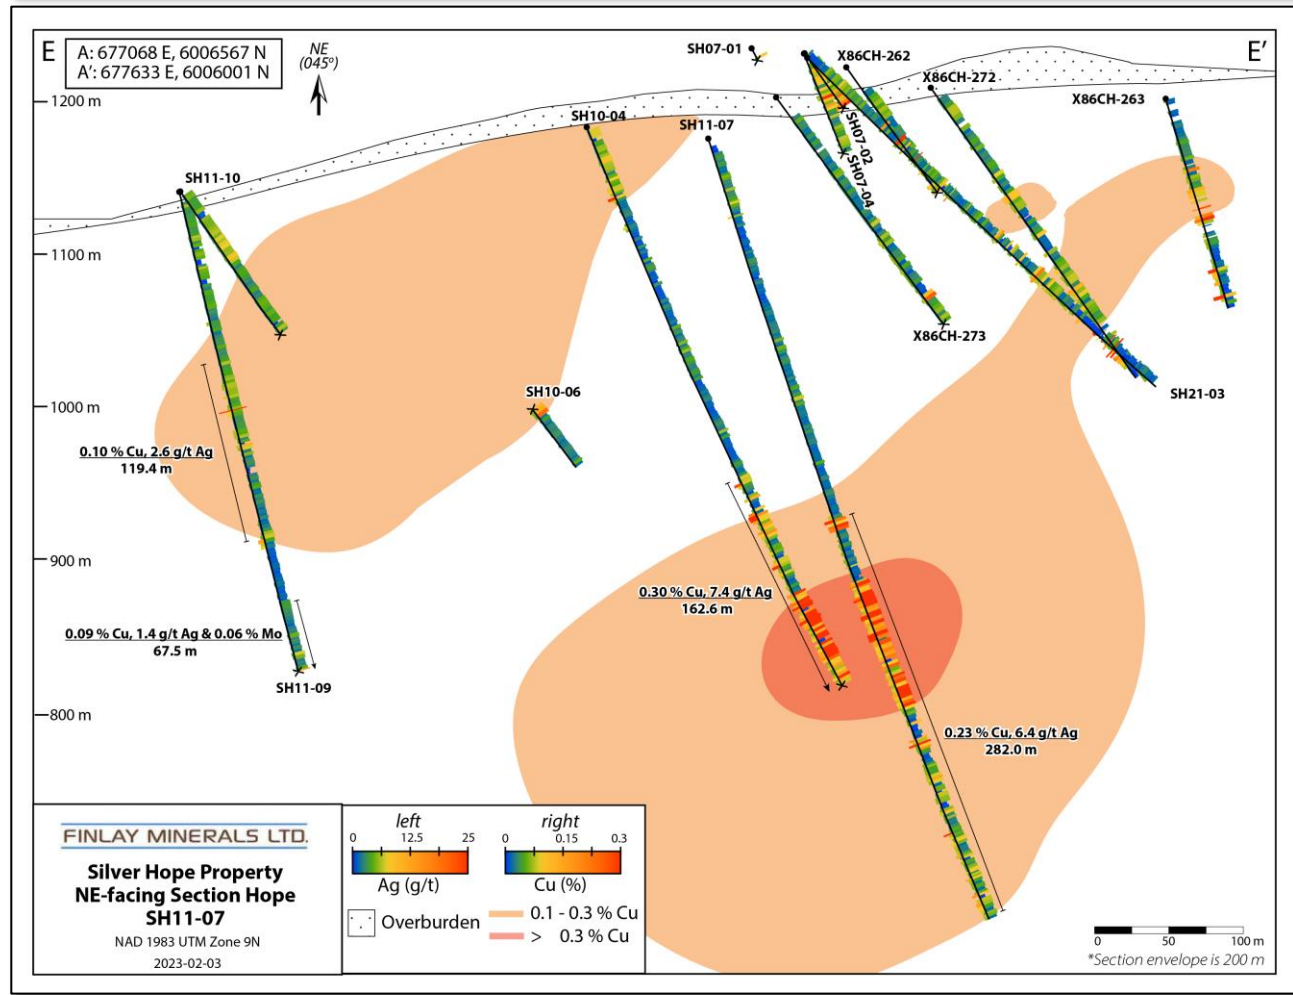 E
A: 677068 E, 6006567 N
A’: 677633 E, 6006001 N
NE
(045°)
E’
SH07-01
X86CH-262
X86CH-272
X86CH-263
1200 m
SH10-04
SH11-07
SH07-02
SH07-04
SH11-10
1100 m
X86CH-273
SH21-03
SH10-06
1000 m
0.10 % Cu, 2.6 g/t Ag
119.4 m
900 m
0.30 % Cu, 7.4 g/t Ag
162.6 m
0.09 % Cu, 1.4 g/t Ag & 0.06 % Mo
67.5 m
SH11-09
800 m
0.23 % Cu, 6.4 g/t Ag
282.0 m
FINLAY MINERALS LTD.
Silver Hope Property
NE-facing Section Hope
SH11-07
NAD 1983 UTM Zone 9N
2023-02-03
left
0 12.5 25
Ag (g/t)
right
0 0.15 0.3
Cu (%)
Overburden
0.1 - 0.3 % Cu
> 0.3 % Cu
0 50 100 m
*Section envelope is 200 m